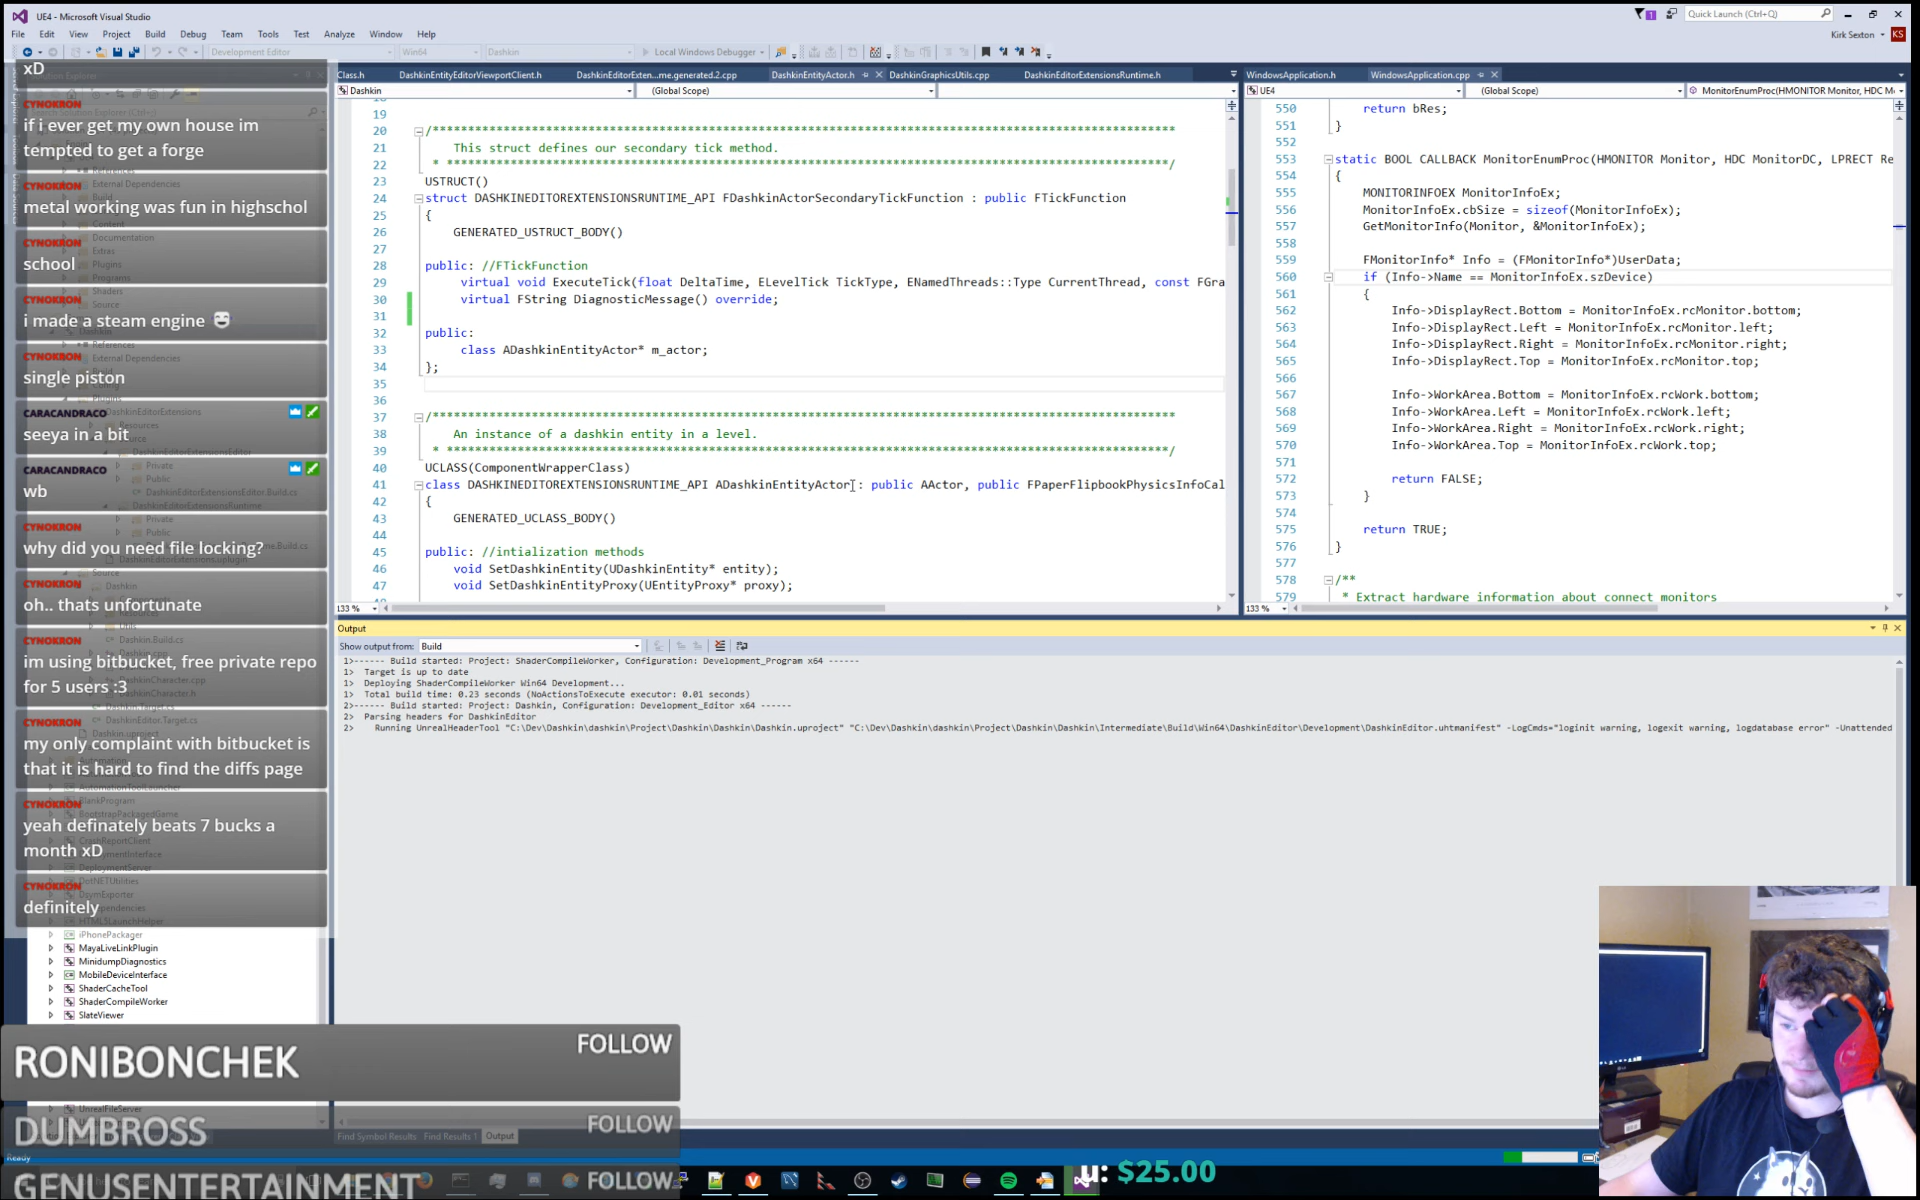 UE4 - Microsoft Visual Studio
Quick Launch (Ctrl+Q)
File Edit View Project Build Debug Team Tools Test Analyze Window Help
Kirk Sexton KS
Development Editor Win64 Dashkin Local Windows Debugger
xD
CYNOKRON
if i ever get my own house im
tempted to get a forge
CYNOKRON
metal working was fun in highschol
CYNOKRON
school
CYNOKRON
i made a steam engine
CYNOKRON
single piston
CARACANDRACO
seeya in a bit
CARACANDRACO
wb
CYNOKRON
why did you need file locking?
CYNOKRON
oh.. thats unfortunate
CYNOKRON
im using bitbucket, free private repo
for 5 users :3
CYNOKRON
my only complaint with bitbucket is
that it is hard to find the diffs page
CYNOKRON
yeah definately beats 7 bucks a
month xD
CYNOKRON
definitely
iPhonePackager
MayaLiveLinkPlugin
MinidumpDiagnostics
MobileDeviceInterface
ShaderCacheTool
ShaderCompileWorker
SlateViewer
RONIBONCHEK FOLLOW
UnrealFileServer
DUMBROSS FOLLOW
GENUSENTERTAINMENT FOLLOW
Class.h DashkinEntityEditorViewportClient.h DashkinEditorExten...me.generated.2.cpp DashkinEntityActor.h DashkinGraphicsUtils.cpp DashkinEditorExtensionsRuntime.h
Dashkin (Global Scope)
19
20 /*********************************************************************************************************
21 This struct defines our secondary tick method.
22 * ******************************************************************************************************/
23 USTRUCT()
24 struct DASHKINEDITOREXTENSIONSRUNTIME_API FDashkinActorSecondaryTickFunction : public FTickFunction
25 {
26 GENERATED_USTRUCT_BODY()
27
28 public: //FTickFunction
29 virtual void ExecuteTick(float DeltaTime, ELevelTick TickType, ENamedThreads::Type CurrentThread, const FGra
30 virtual FString DiagnosticMessage() override;
31
32 public:
33 class ADashkinEntityActor* m_actor;
34 };
35
36
37 /*********************************************************************************************************
38 An instance of a dashkin entity in a level.
39 * ******************************************************************************************************/
40 UCLASS(ComponentWrapperClass)
41 class DASHKINEDITOREXTENSIONSRUNTIME_API ADashkinEntityActor : public AActor, public FPaperFlipbookPhysicsInfoCal
42 {
43 GENERATED_UCLASS_BODY()
44
45 public: //intialization methods
46 void SetDashkinEntity(UDashkinEntity* entity);
47 void SetDashkinEntityProxy(UEntityProxy* proxy);
133 %
WindowsApplication.h WindowsApplication.cpp
UE4 (Global Scope) MonitorEnumProc(HMONITOR Monitor, HDC M
550 return bRes;
551 }
552
553 static BOOL CALLBACK MonitorEnumProc(HMONITOR Monitor, HDC MonitorDC, LPRECT Re
554 {
555 MONITORINFOEX MonitorInfoEx;
556 MonitorInfoEx.cbSize = sizeof(MonitorInfoEx);
557 GetMonitorInfo(Monitor, &MonitorInfoEx);
558
559 FMonitorInfo* Info = (FMonitorInfo*)UserData;
560 if (Info->Name == MonitorInfoEx.szDevice)
561 {
562 Info->DisplayRect.Bottom = MonitorInfoEx.rcMonitor.bottom;
563 Info->DisplayRect.Left = MonitorInfoEx.rcMonitor.left;
564 Info->DisplayRect.Right = MonitorInfoEx.rcMonitor.right;
565 Info->DisplayRect.Top = MonitorInfoEx.rcMonitor.top;
566
567 Info->WorkArea.Bottom = MonitorInfoEx.rcWork.bottom;
568 Info->WorkArea.Left = MonitorInfoEx.rcWork.left;
569 Info->WorkArea.Right = MonitorInfoEx.rcWork.right;
570 Info->WorkArea.Top = MonitorInfoEx.rcWork.top;
571
572 return FALSE;
573 }
574
575 return TRUE;
576 }
577
578 /**
579 * Extract hardware information about connect monitors
133 %
Output
Show output from: Build
1>------ Build started: Project: ShaderCompileWorker, Configuration: Development_Program x64 ------
1> Target is up to date
1> Deploying ShaderCompileWorker Win64 Development...
1> Total build time: 0.23 seconds (NoActionsToExecute executor: 0.01 seconds)
2>------ Build started: Project: Dashkin, Configuration: Development_Editor x64 ------
2> Parsing headers for DashkinEditor
2> Running UnrealHeaderTool "C:\Dev\Dashkin\dashkin\Project\Dashkin\Dashkin\Dashkin.uproject" "C:\Dev\Dashkin\dashkin\Project\Dashkin\Dashkin\Intermediate\Build\Win64\DashkinEditor\Development\DashkinEditor.uhtmanifest" -LogCmds="loginit warning, logexit warning, logdatabase error" -Unattended
Find Symbol Results Find Results 1 Output
Ready
u: $25.00